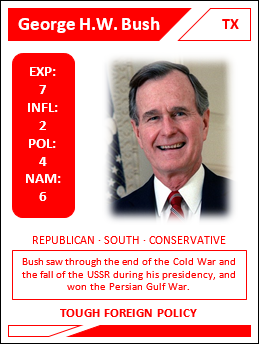 George H.W. Bush
TX
EXP:
7
INFL:
2
POL:
4
NAM:
6
REPUBLICAN · SOUTH · CONSERVATIVE
Bush saw through the end of the Cold War and
the fall of the USSR during his presidency, and
won the Persian Gulf War.
TOUGH FOREIGN POLICY